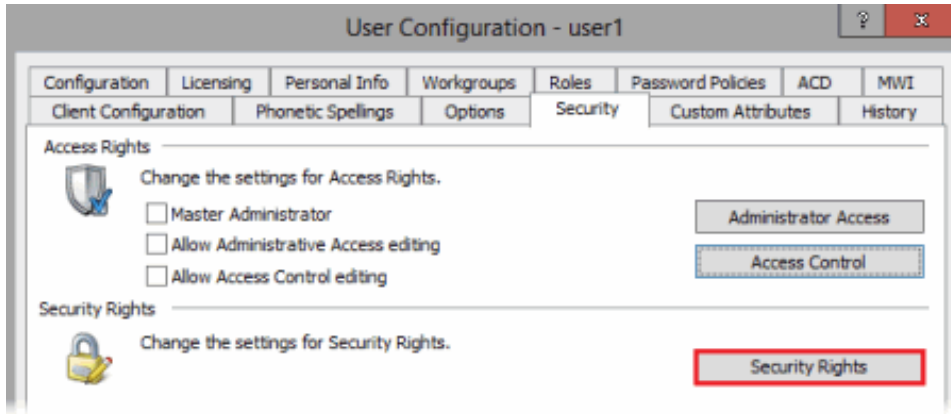 User Configuration - user1
?
x
Configuration Licensing Personal Info Workgroups Roles Password Policies ACD MWI
Client Configuration Phonetic Spellings Options Security Custom Attributes History
Access Rights
Change the settings for Access Rights.
Master Administrator
Administrator Access
Allow Administrative Access editing
Access Control
Allow Access Control editing
Security Rights
Change the settings for Security Rights.
Security Rights